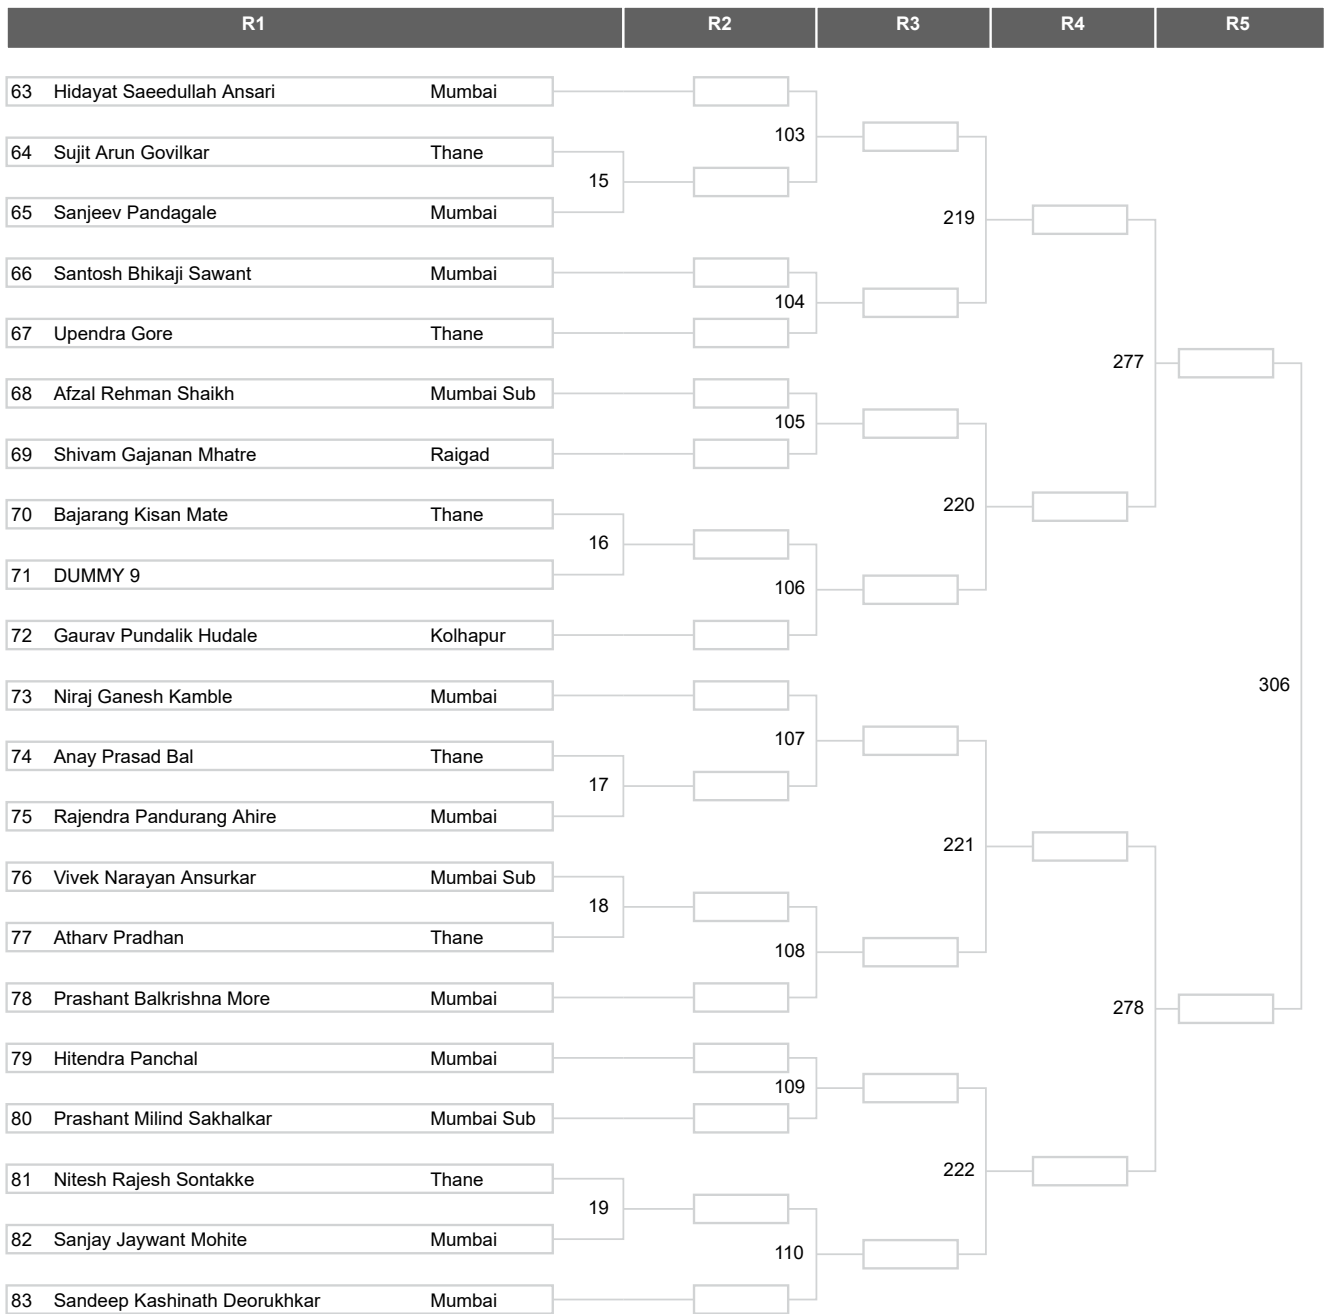 R1 R2 R3 R4 R5
63 Hidayat Saeedullah Ansari Mumbai
103
64 Sujit Arun Govilkar Thane
15
65 Sanjeev Pandagale Mumbai
219
66 Santosh Bhikaji Sawant Mumbai
104
67 Upendra Gore Thane
277
68 Afzal Rehman Shaikh Mumbai Sub
105
69 Shivam Gajanan Mhatre Raigad
220
70 Bajarang Kisan Mate Thane
16
71 DUMMY 9
106
72 Gaurav Pundalik Hudale Kolhapur
306
73 Niraj Ganesh Kamble Mumbai
107
74 Anay Prasad Bal Thane
17
75 Rajendra Pandurang Ahire Mumbai
221
76 Vivek Narayan Ansurkar Mumbai Sub
18
77 Atharv Pradhan Thane
108
78 Prashant Balkrishna More Mumbai
278
79 Hitendra Panchal Mumbai
109
80 Prashant Milind Sakhalkar Mumbai Sub
222
81 Nitesh Rajesh Sontakke Thane
19
82 Sanjay Jaywant Mohite Mumbai
110
83 Sandeep Kashinath Deorukhkar Mumbai